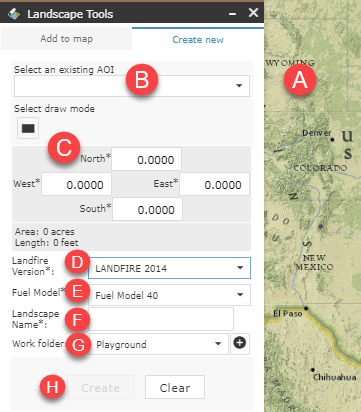 Landscape Tools
Add to map
Create new
Select an existing AOI
B
Select draw mode
C
North* 0.0000
West* 0.0000 East* 0.0000
South* 0.0000
Area: 0 acres
Length: 0 feet
Landfire
Version*: D LANDFIRE 2014
Fuel Model* E Fuel Model 40
Landscape
Name*: F
Work folder G Playground
H Create Clear
WYOMING
A
Denver
U S
COLORADO
NEW
MEXICO
El Paso
Chihuahua